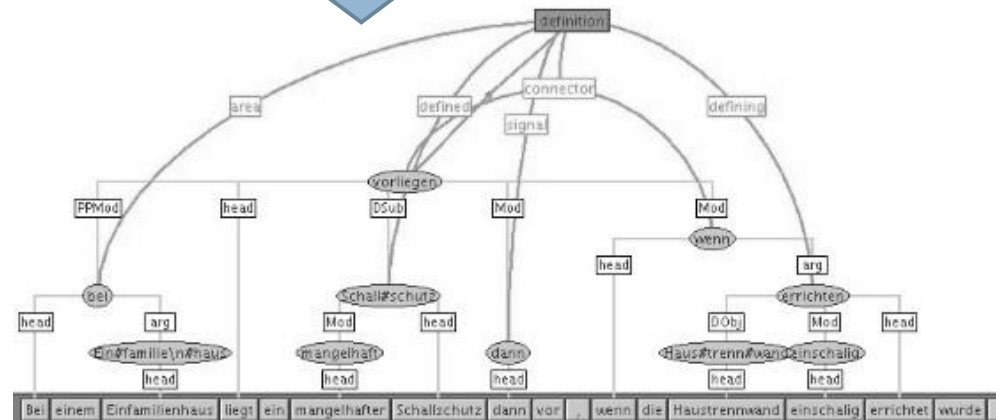 definition
connector
area defined defining
signal
vorliegen
PPMod head DSub Mod Mod
wenn
head arg
bei Schall#schutz errichten
head arg Mod head DObj Mod head
Ein#familie\n#haus mangelhaft dann Haus#trenn#wand einschalig
head head head head head
Bei einem Einfamilienhaus liegt ein mangelhafter Schallschutz dann vor , wenn die Haustrennwand einschalig errichtet wurde